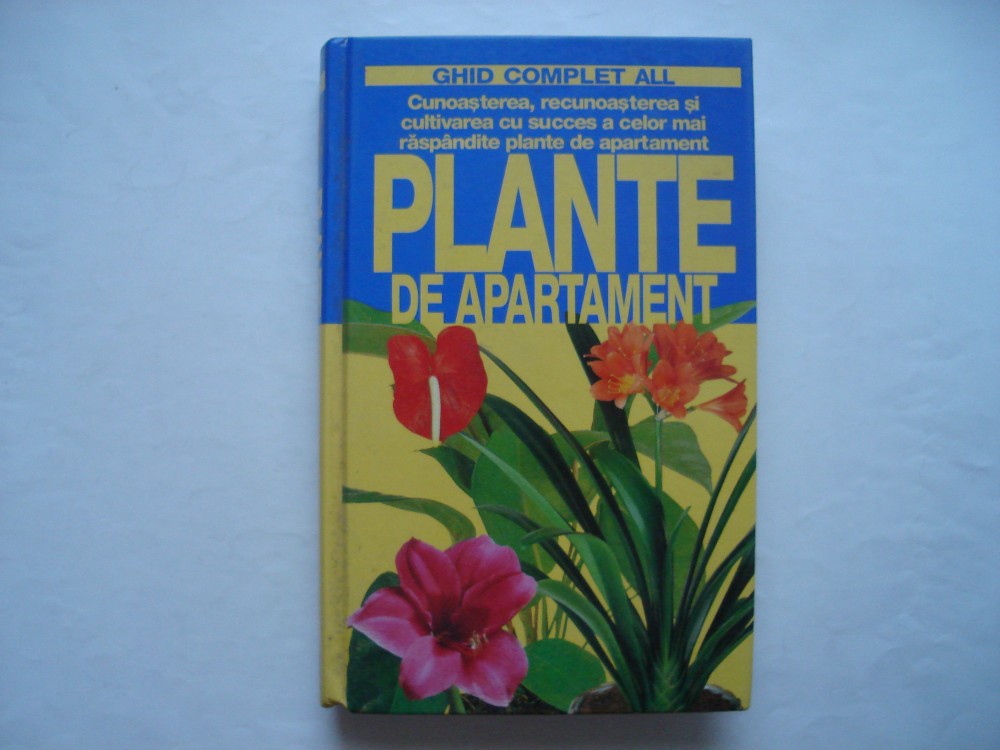 GHID COMPLET ALL
Cunoașterea, recunoașterea și
cultivarea cu succes a celor mai
răspândite plante de apartament
PLANTE
DE APARTAMENT